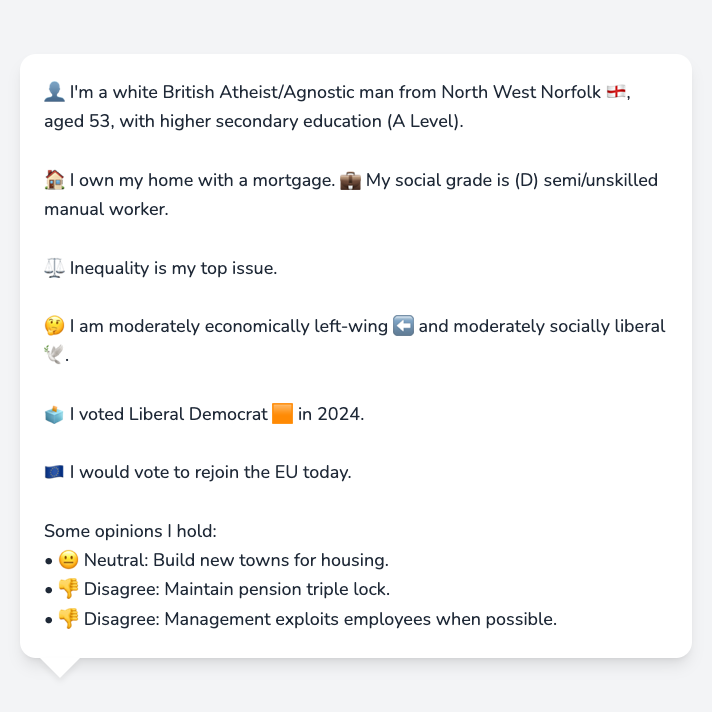 👤 I'm a white British Atheist/Agnostic man from North West Norfolk 🏴󠁧󠁢󠁥󠁮󠁧󠁿,
aged 53, with higher secondary education (A Level).
🏠 I own my home with a mortgage. 💼 My social grade is (D) semi/unskilled
manual worker.
⚖️ Inequality is my top issue.
🤔 I am moderately economically left-wing ⬅️ and moderately socially liberal
🕊️.
🗳️ I voted Liberal Democrat 🟧 in 2024.
🇪🇺 I would vote to rejoin the EU today.
Some opinions I hold:
• 😐 Neutral: Build new towns for housing.
• 👎 Disagree: Maintain pension triple lock.
• 👎 Disagree: Management exploits employees when possible.